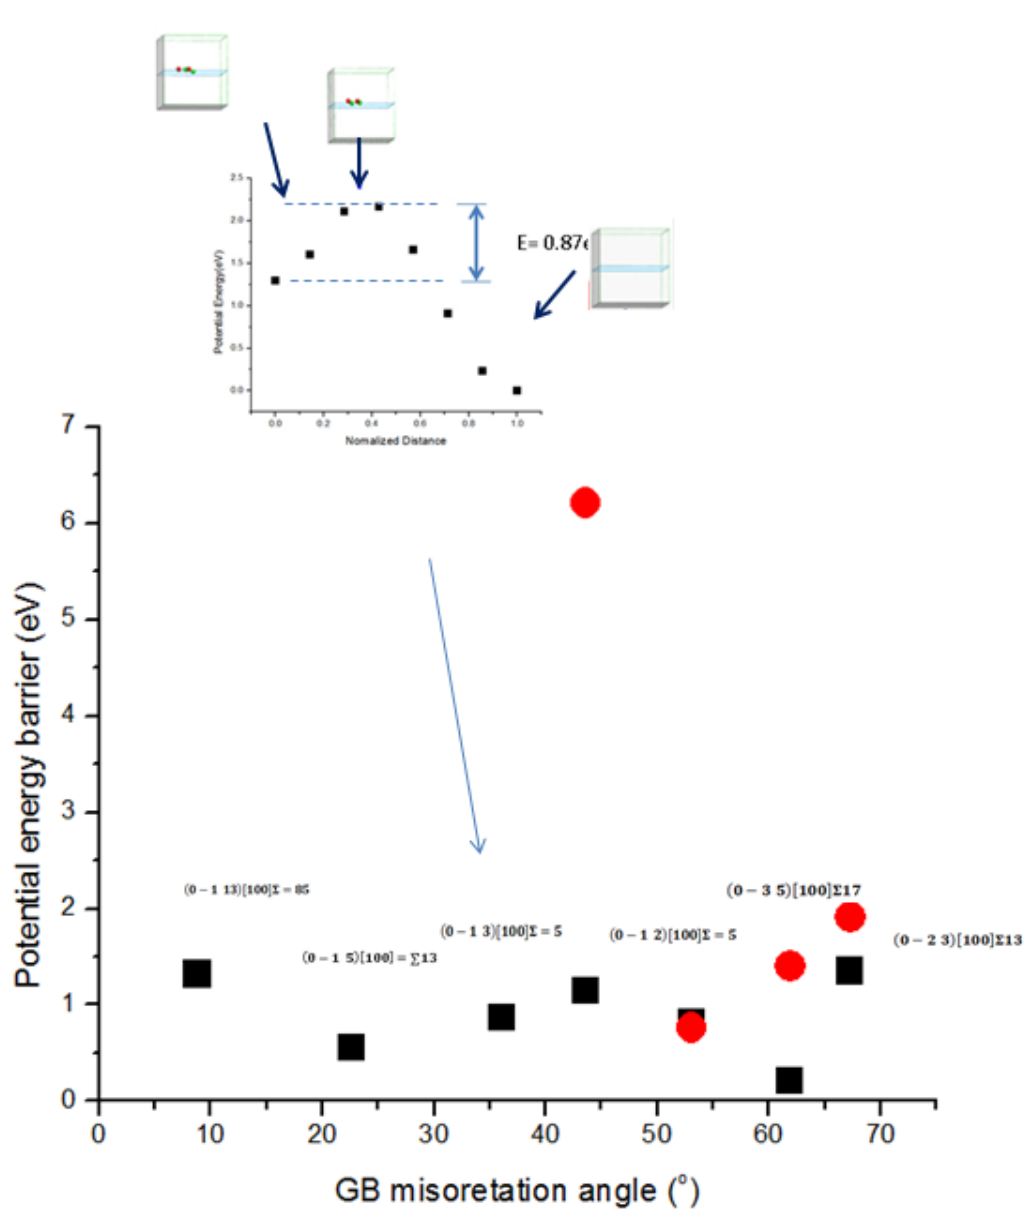 2.5
2.0
1.5
1.0
0.5
0.0
Potential Energy(eV)
0.0 0.2 0.4 0.6 0.8 1.0
Nomalized Distance
E= 0.87e
7
6
5
4
3
2
1
0
Potential energy barrier (eV)
(0 − 1 13)[100]Σ = 85
(0 − 1 5)[100] = ∑13
(0 − 1 3)[100]Σ = 5
(0 − 1 2)[100]Σ = 5
(0 − 3 5)[100]Σ17
(0 − 2 3)[100]Σ13
0 10 20 30 40 50 60 70
GB misoretation angle (°)